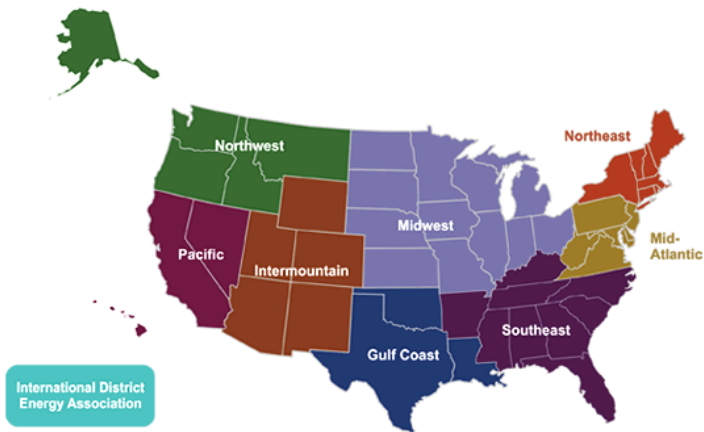 Northeast
Northwest
Midwest
Mid-
Atlantic
Pacific
Intermountain
Southeast
Gulf Coast
International District
Energy Association